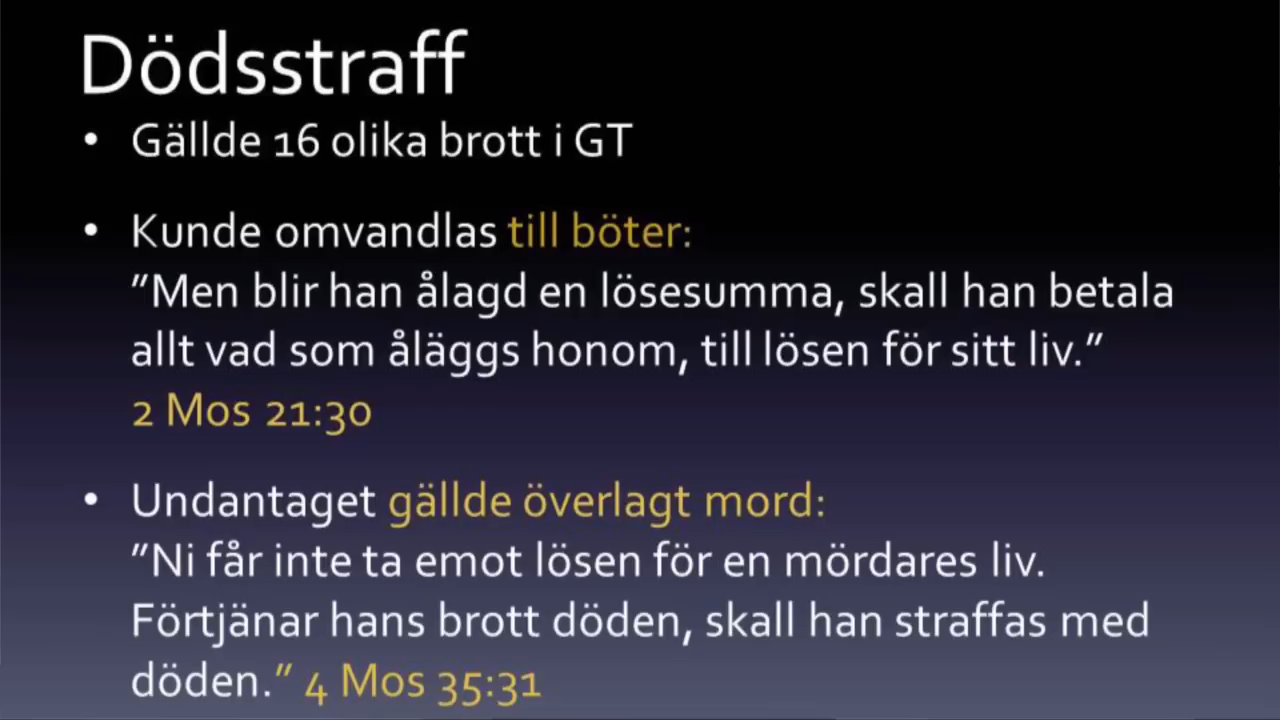 Dödsstraff
• Gällde 16 olika brott i GT
• Kunde omvandlas till böter:
”Men blir han ålagd en lösesumma, skall han betala
allt vad som åläggs honom, till lösen för sitt liv.”
2 Mos 21:30
• Undantaget gällde överlagt mord:
”Ni får inte ta emot lösen för en mördares liv.
Förtjänar hans brott döden, skall han straffas med
döden.” 4 Mos 35:31